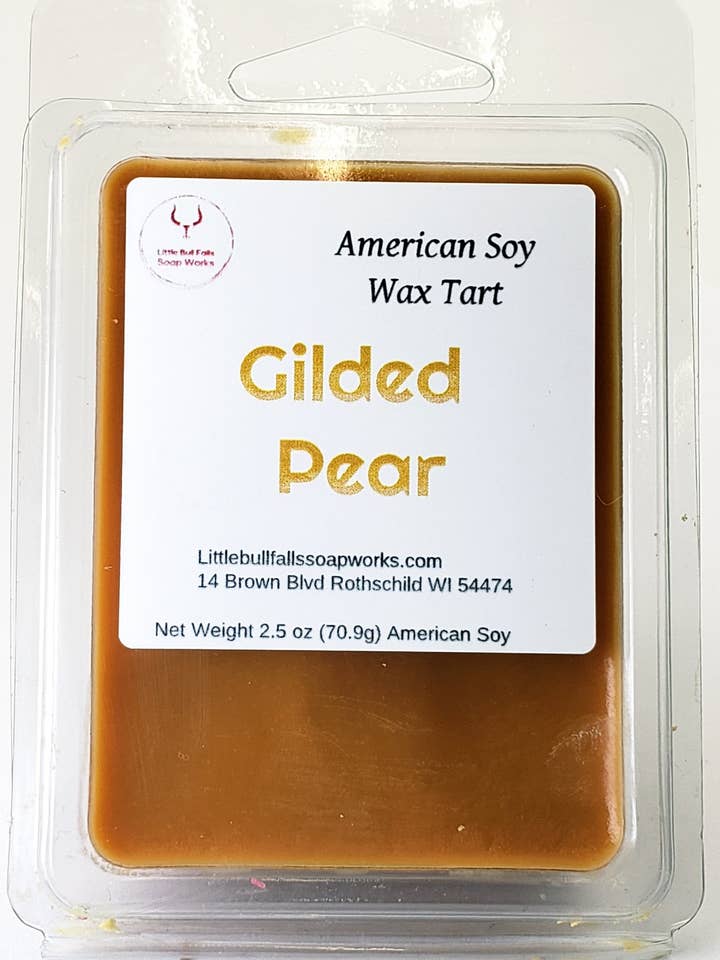 Little Bull Falls
Soap Works
American Soy
Wax Tart
Gilded
Pear
Littlebullfallssoapworks.com
14 Brown Blvd Rothschild WI 54474
Net Weight 2.5 oz (70.9g) American Soy